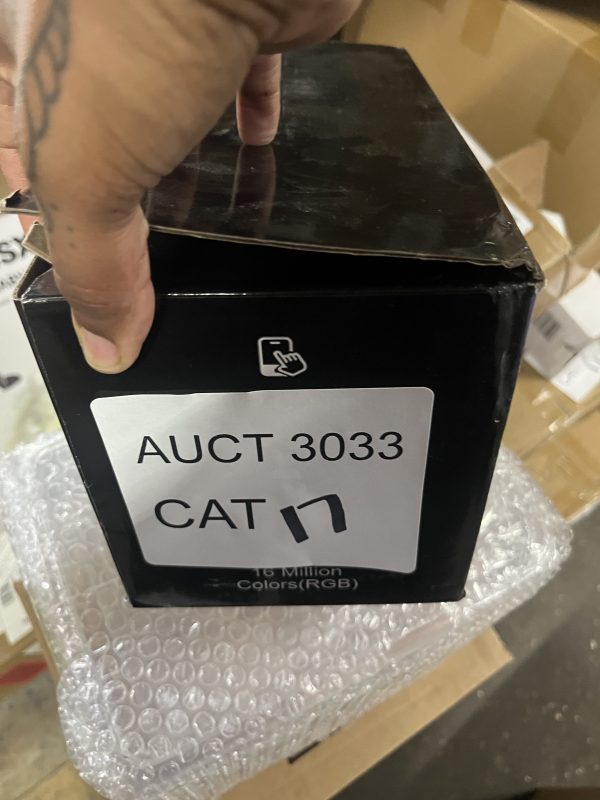 AUCT 3033
CAT 17
16 Million
Colors(RGB)